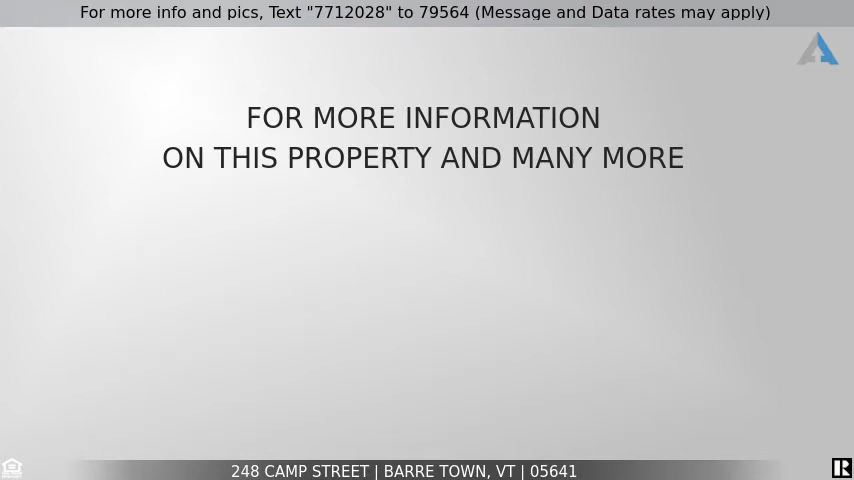 For more info and pics, Text "7712028" to 79564 (Message and Data rates may apply)
FOR MORE INFORMATION
ON THIS PROPERTY AND MANY MORE
248 CAMP STREET | BARRE TOWN, VT | 05641